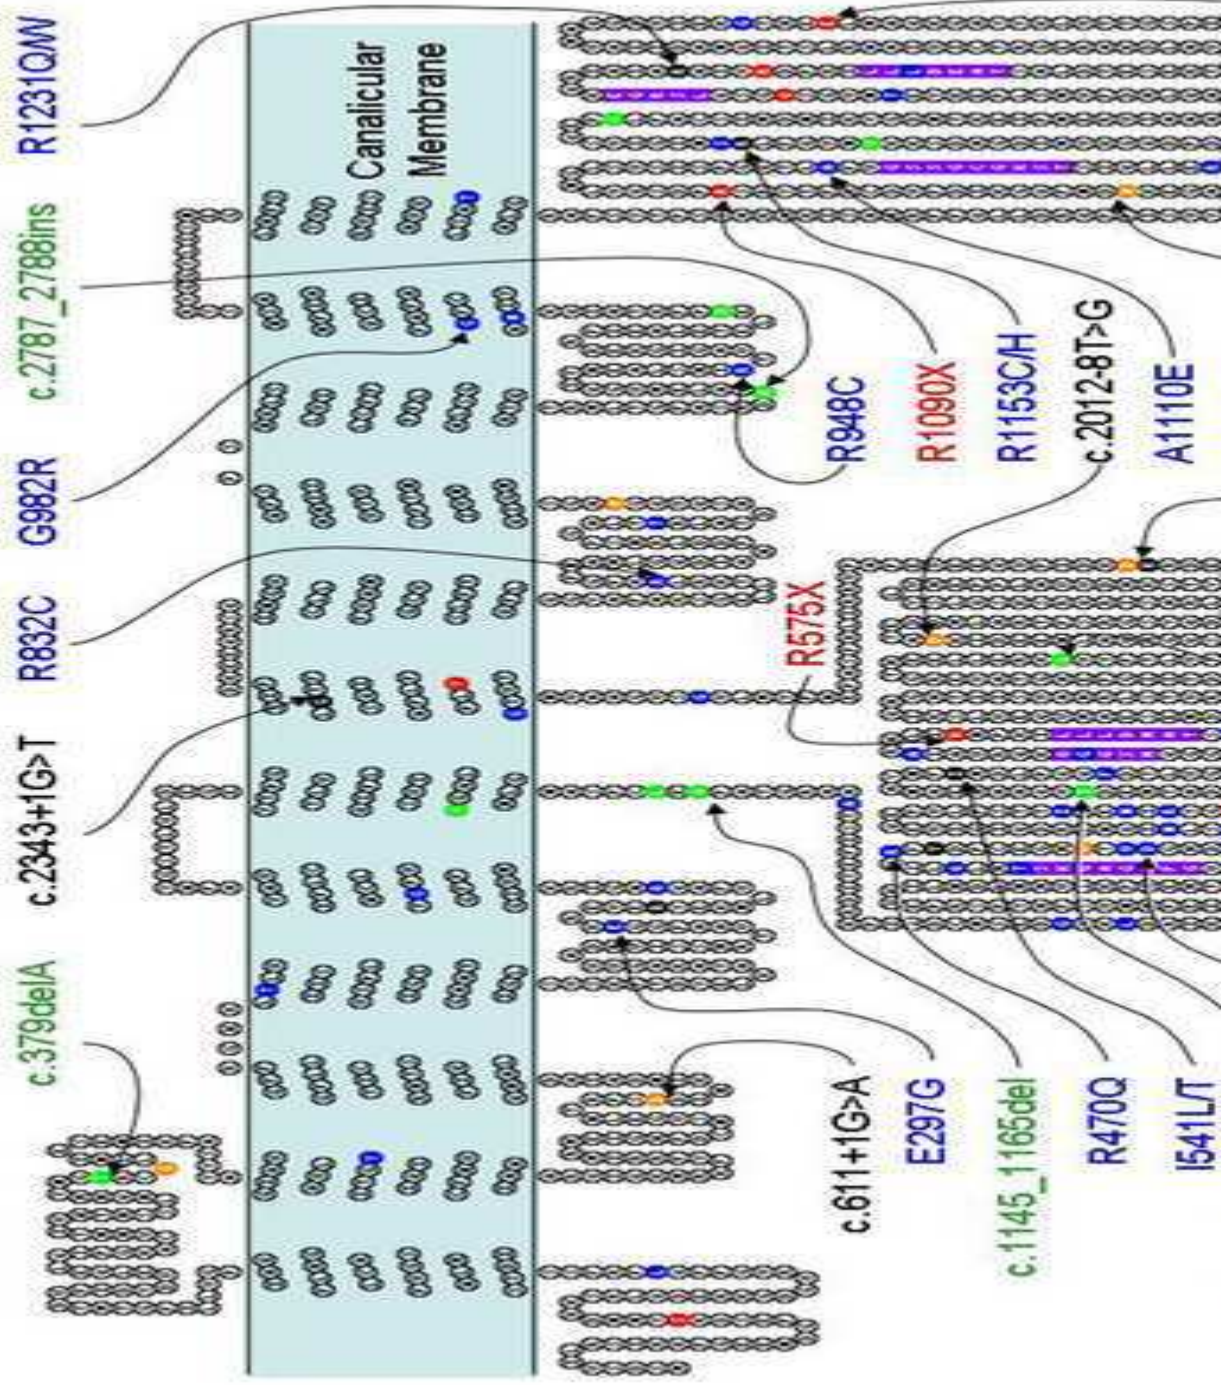 c.379delA
c.2343+1G>T
R832C
G982R
c.2787_2788ins
R1231Q/W
Canalicular
Membrane
R575X
c.611+1G>A
E297G
c.1145_1165del
R470Q
I541L/T
R948C
R1090X
R1153C/H
c.2012-8T>G
A1110E